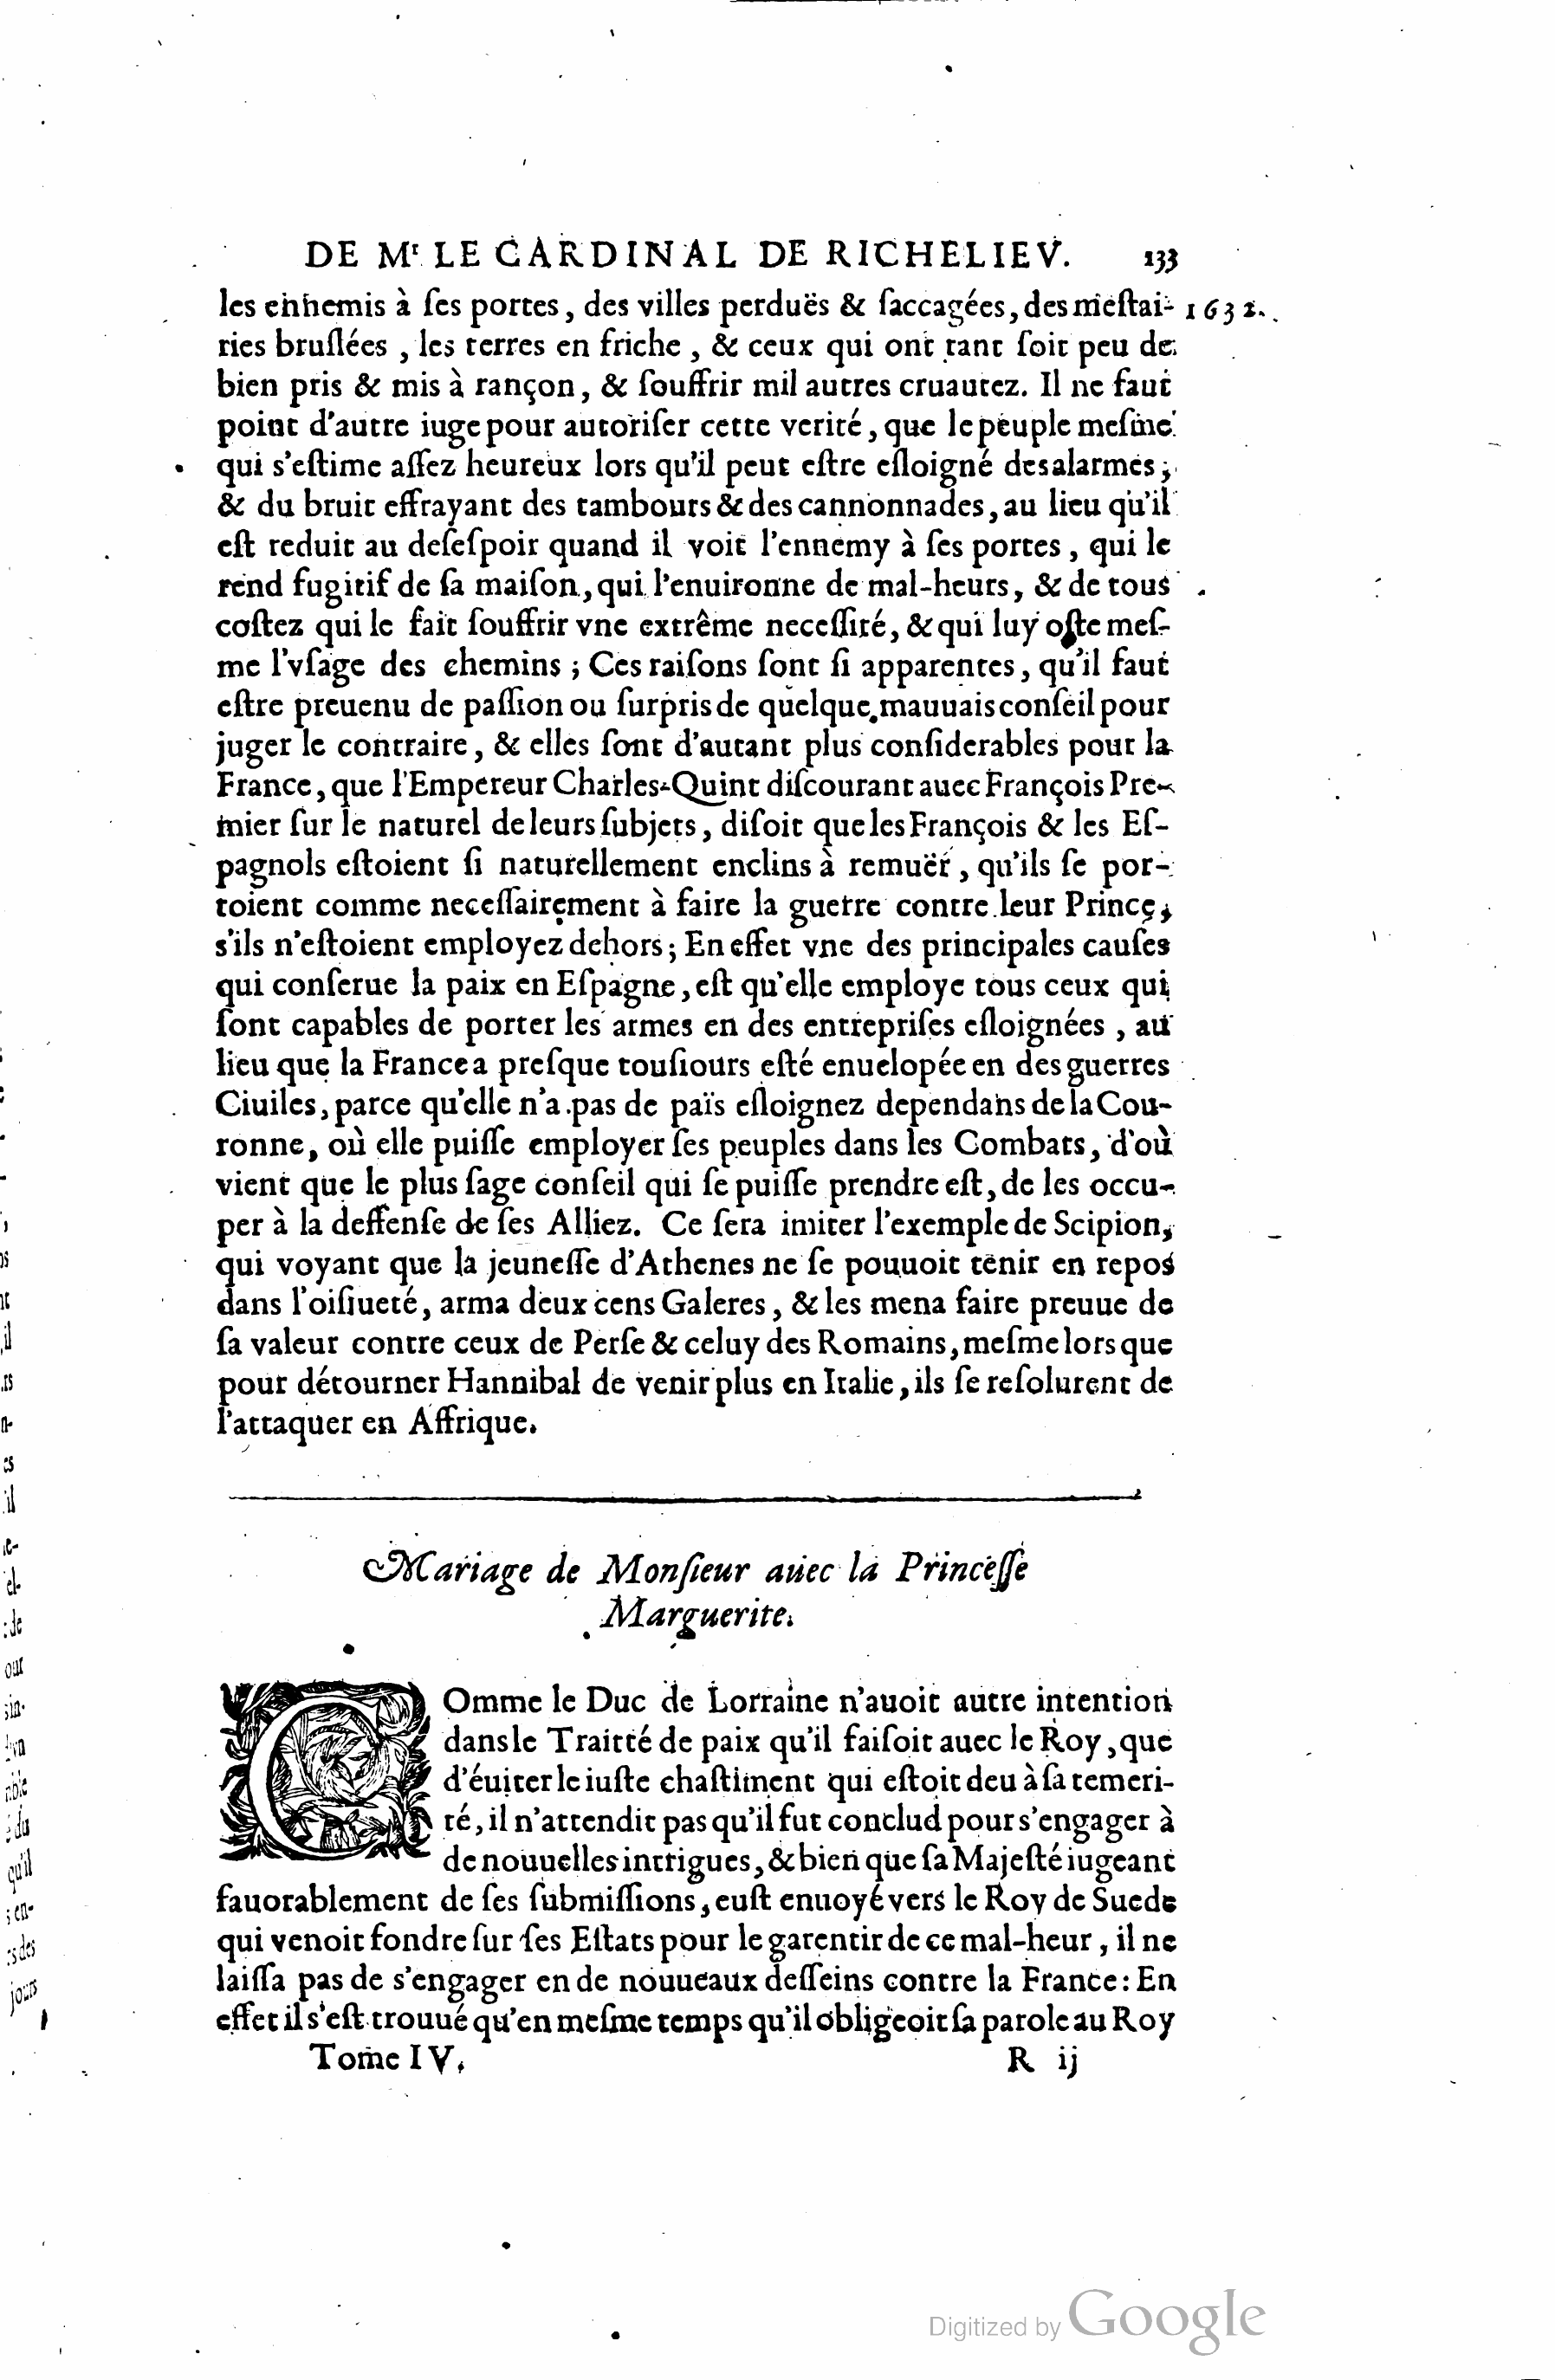 DE Mʳ LE CARDINAL DE RICHELIEV. 133
les ennemis à ſes portes, des villes perduës & ſaccagées, des meſtai- 1632.
ries bruſlées, les terres en friche, & ceux qui ont tant ſoit peu de
bien pris & mis à rançon, & ſouffrir mil autres cruautez. Il ne faut
point d'autre iuge pour autoriſer cette verité, que le peuple meſme
qui s'eſtime aſſez heureux lors qu'il peut eſtre eſloigné des alarmes,
& du bruit effrayant des tambours & des cannonnades, au lieu qu'il
eſt reduit au deſeſpoir quand il voit l'ennemy à ſes portes, qui le
rend fugitif de ſa maiſon, qui l'enuironne de mal-heurs, & de tous
coſtez qui le fait ſouffrir vne extrême neceſſité, & qui luy oſte meſ-
me l'vſage des chemins ; Ces raiſons ſont ſi apparentes, qu'il faut
eſtre preuenu de paſſion ou ſurpris de quelque mauuais conſeil pour
juger le contraire, & elles ſont d'autant plus conſiderables pour la
France, que l'Empereur Charles-Quint diſcourant auec François Pre-
mier ſur le naturel de leurs ſubjets, diſoit que les François & les Eſ-
pagnols eſtoient ſi naturellement enclins à remuër, qu'ils ſe por-
toient comme neceſſairement à faire la guerre contre leur Prince,
s'ils n'eſtoient employez dehors ; En effet vne des principales cauſes
qui conſerue la paix en Eſpagne, eſt qu'elle employe tous ceux qui
ſont capables de porter les armes en des entrepriſes eſloignées, au
lieu que la France a preſque touſiours eſté enuelopée en des guerres
Ciuiles, parce qu'elle n'a pas de païs eſloignez dependans de la Cou-
ronne, où elle puiſſe employer ſes peuples dans les Combats, d'où
vient que le plus ſage conſeil qui ſe puiſſe prendre eſt, de les occu-
per à la deffenſe de ſes Alliez. Ce ſera imiter l'exemple de Scipion,
qui voyant que la jeuneſſe d'Athenes ne ſe pouuoit tenir en repos
dans l'oiſiueté, arma deux cens Galeres, & les mena faire preuue de
ſa valeur contre ceux de Perſe & celuy des Romains, meſme lors que
pour détourner Hannibal de venir plus en Italie, ils ſe reſolurent de
l'attaquer en Affrique.
Mariage de Monſieur auec la Princeſſe
Marguerite.
COmme le Duc de Lorraine n'auoit autre intention
dans le Traitté de paix qu'il faiſoit auec le Roy, que
d'éuiter le iuſte chaſtiment qui eſtoit deu à ſa temeri-
té, il n'attendit pas qu'il fut conclud pour s'engager à
de nouuelles intrigues, & bien que ſa Majeſté iugeant
fauorablement de ſes ſubmiſſions, euſt enuoyé vers le Roy de Suede
qui venoit fondre ſur ſes Eſtats pour le garentir de ce mal-heur, il ne
laiſſa pas de s'engager en de nouueaux deſſeins contre la France : En
effet il s'eſt trouué qu'en meſme temps qu'il obligeoit ſa parole au Roy
Tome IV. R ij
Digitized by Google